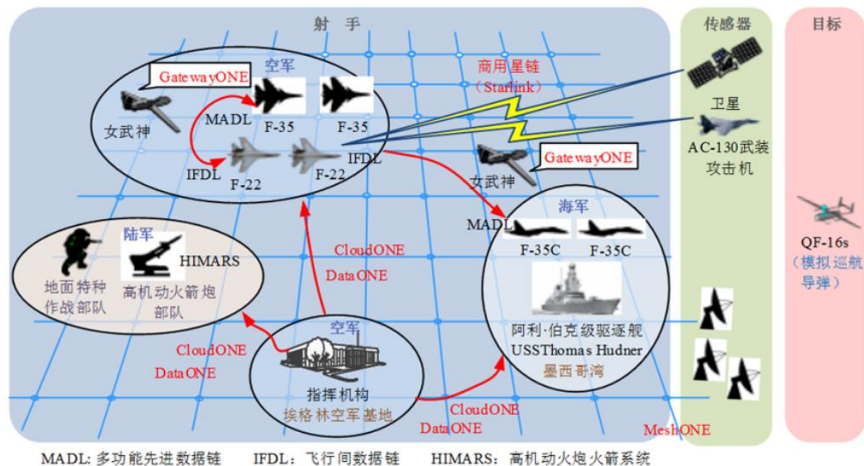 射 手
传感器
目标
空军
GatewayONE
女武神
MADL
F-35
F-35
IFDL
F-22
F-22
IFDL
商用星链
（Starlink）
卫星
AC-130武装
攻击机
GatewayONE
女武神
海军
MADL
F-35C
F-35C
阿利·伯克级驱逐舰
USSThomas Hudner
墨西哥湾
QF-16s
（模拟巡航
导弹）
陆军
HIMARS
地面特种
作战部队
高机动火箭炮
部队
CloudONE
DataONE
CloudONE
DataONE
空军
指挥机构
埃格林空军基地
CloudONE
DataONE
MeshONE
MADL: 多功能先进数据链 IFDL：飞行间数据链 HIMARS：高机动火炮火箭系统